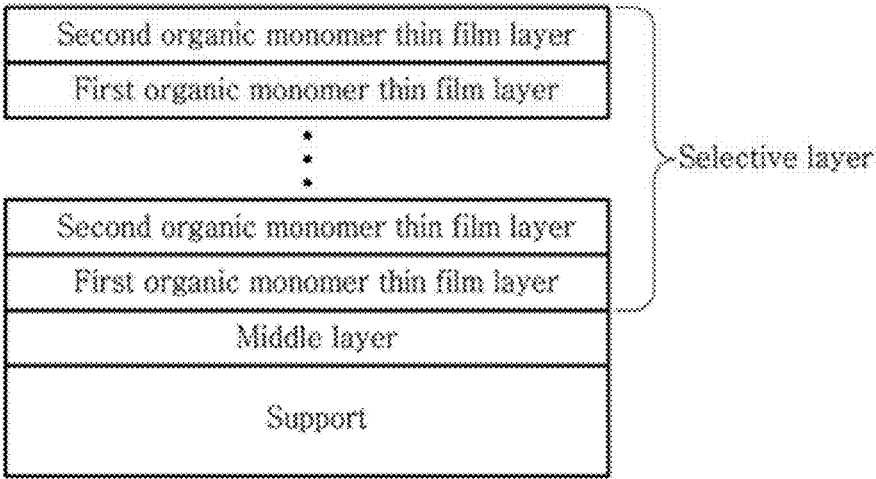 Second organic monomer thin film layer
First organic monomer thin film layer
Selective layer
Second organic monomer thin film layer
First organic monomer thin film layer
Middle layer
Support